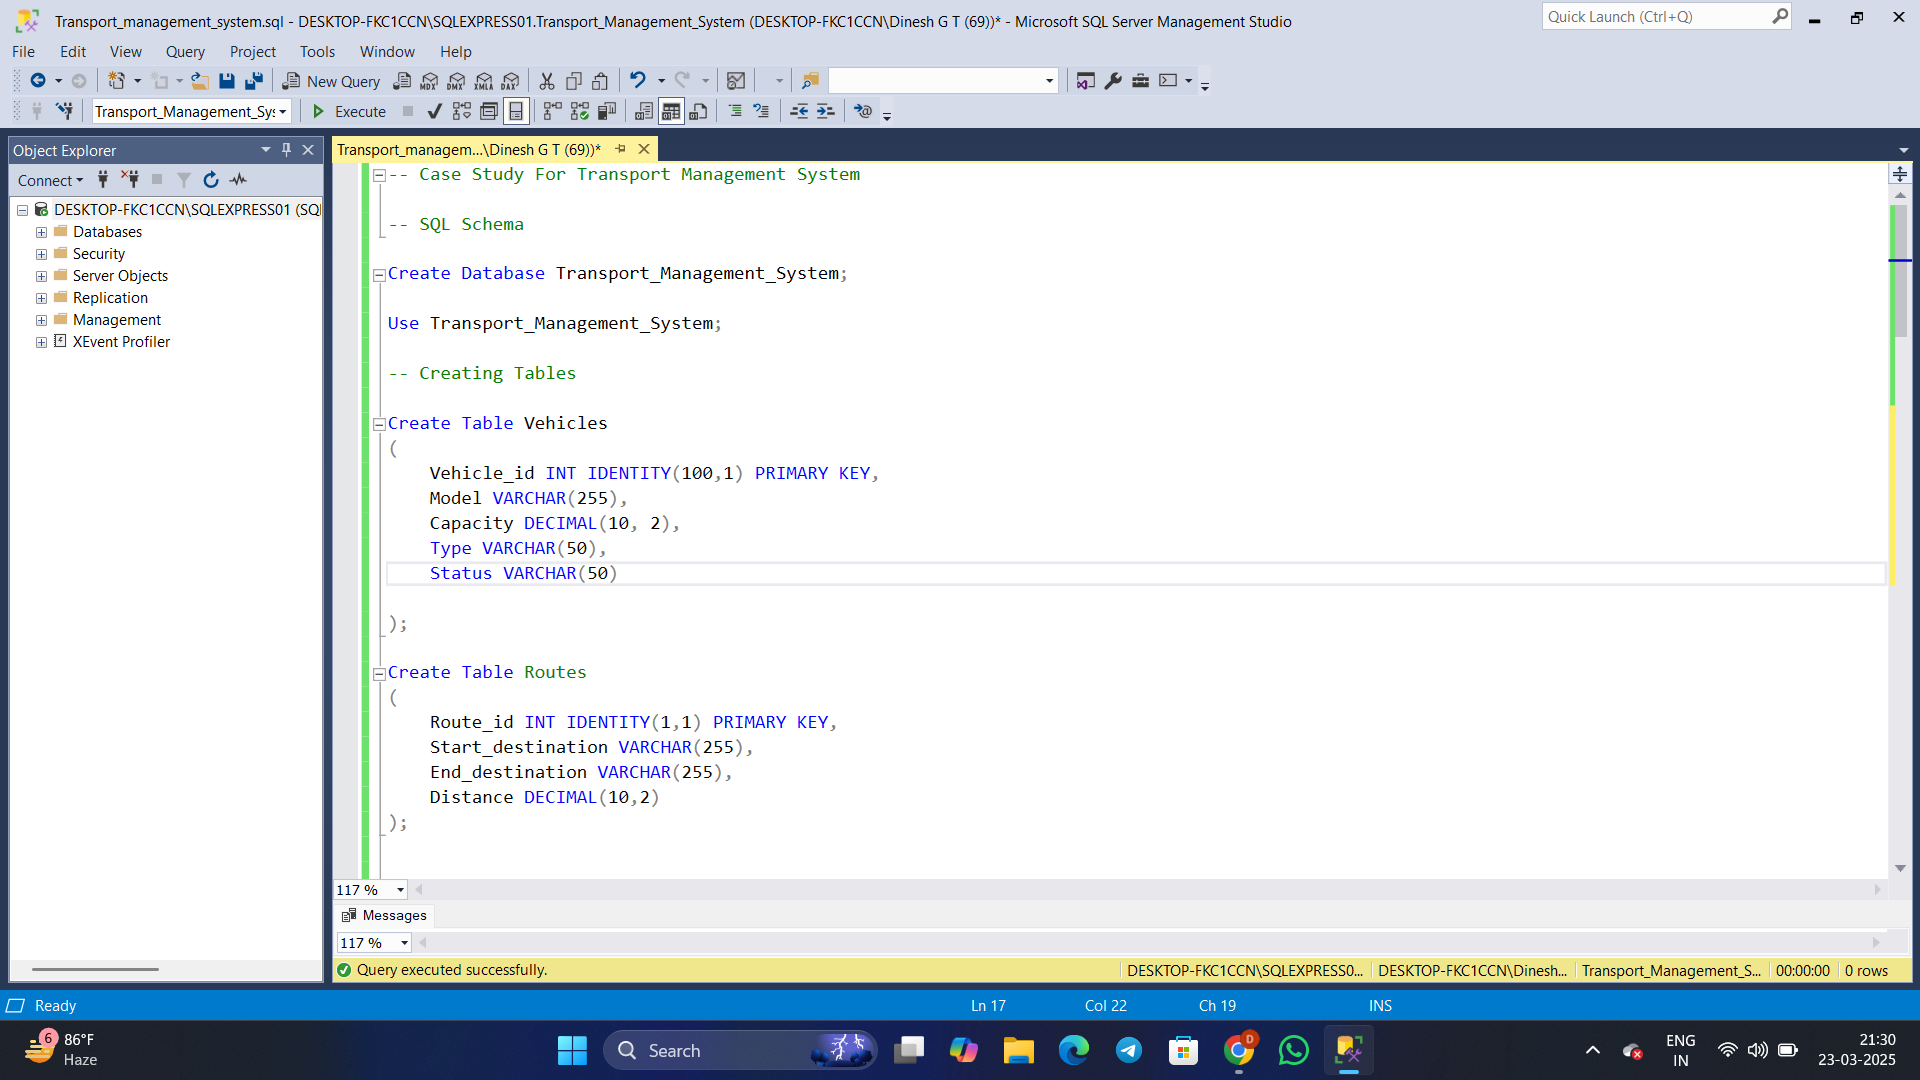 Transport_management_system.sql - DESKTOP-FKC1CCN\SQLEXPRESS01.Transport_Management_System (DESKTOP-FKC1CCN\Dinesh G T (69))* - Microsoft SQL Server Management Studio
Quick Launch (Ctrl+Q)
File Edit View Query Project Tools Window Help
New Query
MDX DMX XMLA DAX
Transport_Management_Sys
Execute
Object Explorer
Transport_managem...\Dinesh G T (69))*
Connect
DESKTOP-FKC1CCN\SQLEXPRESS01 (SQL
Databases
Security
Server Objects
Replication
Management
XEvent Profiler
-- Case Study For Transport Management System
-- SQL Schema
Create Database Transport_Management_System;
Use Transport_Management_System;
-- Creating Tables
Create Table Vehicles
(
Vehicle_id INT IDENTITY(100,1) PRIMARY KEY,
Model VARCHAR(255),
Capacity DECIMAL(10, 2),
Type VARCHAR(50),
Status VARCHAR(50)
);
Create Table Routes
(
Route_id INT IDENTITY(1,1) PRIMARY KEY,
Start_destination VARCHAR(255),
End_destination VARCHAR(255),
Distance DECIMAL(10,2)
);
117 %
Messages
117 %
Query executed successfully.
DESKTOP-FKC1CCN\SQLEXPRESS0... DESKTOP-FKC1CCN\Dinesh... Transport_Management_S... 00:00:00 0 rows
Ready
Ln 17 Col 22 Ch 19 INS
6
86°F
Haze
Search
D
ENG
IN
21:30
23-03-2025